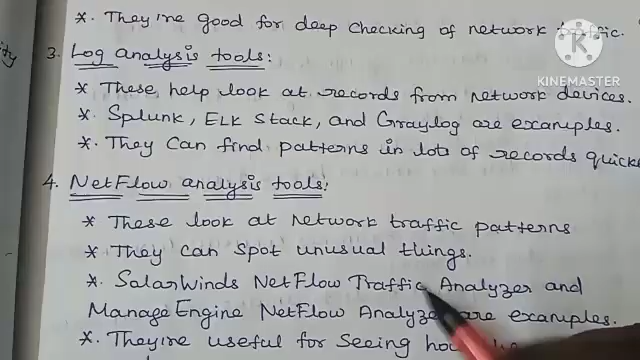 *. They're good for deep checking of network traffic.
KINEMASTER
3. Log analysis tools:
* These help look at records from network devices.
*. Splunk, ELK Stack, and Graylog are examples.
*. They can find patterns in lots of records
4. NetFlow analysis tools:
* These look at network traffic patterns
* They can spot unusual things.
*. SolarWinds NetFlow Traffic Analyzer and
ManageEngine NetFlow Analyzer are examples.
*. They're useful for seeing